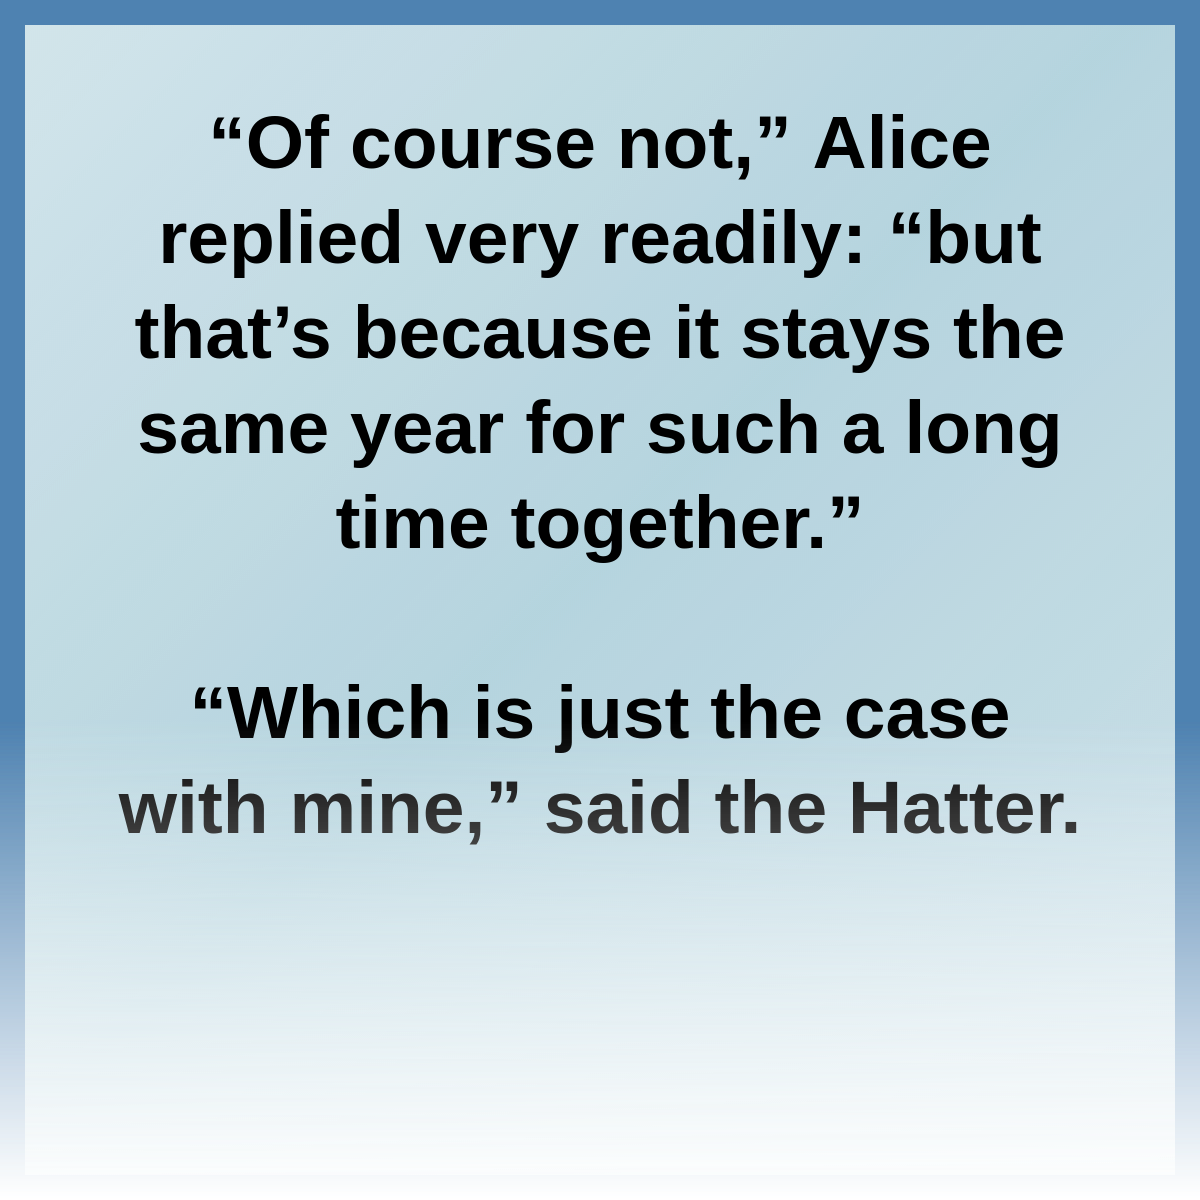 “Of course not,” Alice
replied very readily: “but
that’s because it stays the
same year for such a long
time together.”
“Which is just the case
with mine,” said the Hatter.